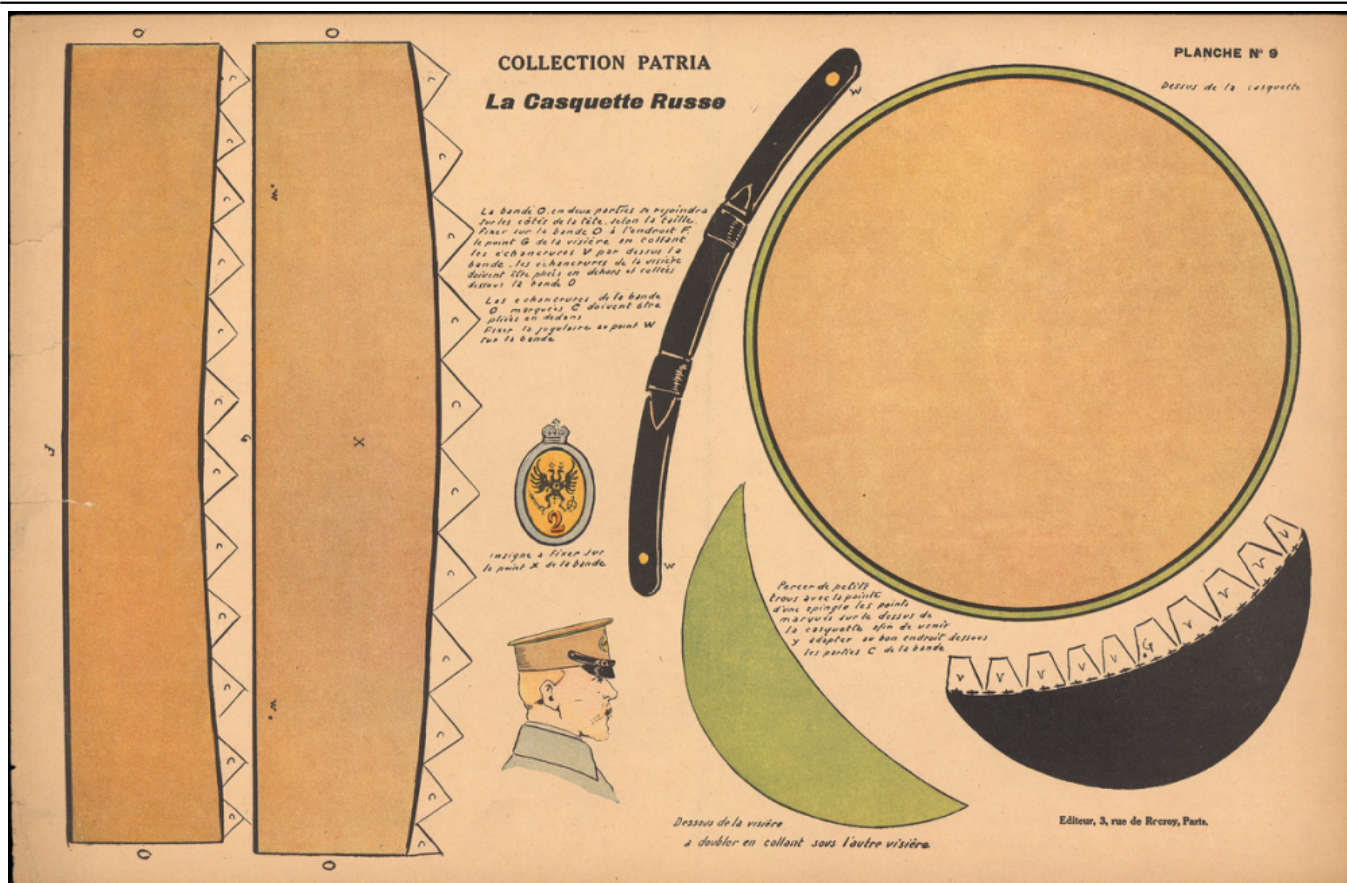 COLLECTION PATRIA
La Casquette Russe
PLANCHE Nº 9
Dessus de la casquette
La bande O, en deux parties se rejoindra
sur les côtés de la tête, selon la taille.
Fixer sur la bande O à l'endroit F.
le point G de la visière en collant
les échancrures V par dessus la
bande. les échancrures de la visière
doivent être pliées en dehors et collées
dessous la bande O
Les échancrures de la bande
O marquées C doivent être
pliées en dedans
Fixer la jugulaire au point W
sur la bande
insigne à fixer sur
le point X de la bande
Percer de petits
trous avec la pointe
d'une épingle les points
marqués sur le dessus de
la casquette afin de venir
y adapter au bon endroit dessous
les parties C de la bande
Dessous de la visière
a doubler en collant sous l'autre visière
Editeur, 3, rue de Rocroy, Paris.
O
O
O
O
F
G
X
W
W
W
W
2
C
C
C
C
C
C
C
C
C
C
C
V
V
V
V
V
G
V
V
V
V